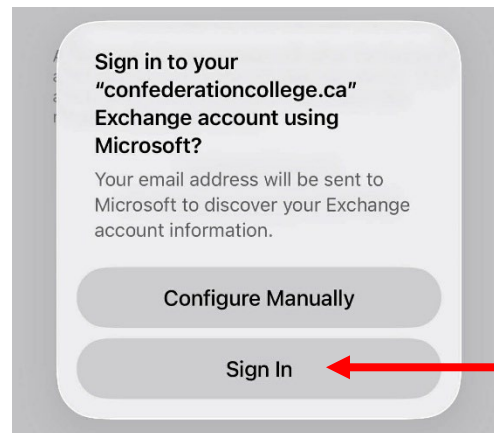 Sign in to your
“confederationcollege.ca”
Exchange account using
Microsoft?
Your email address will be sent to
Microsoft to discover your Exchange
account information.
Configure Manually
Sign In